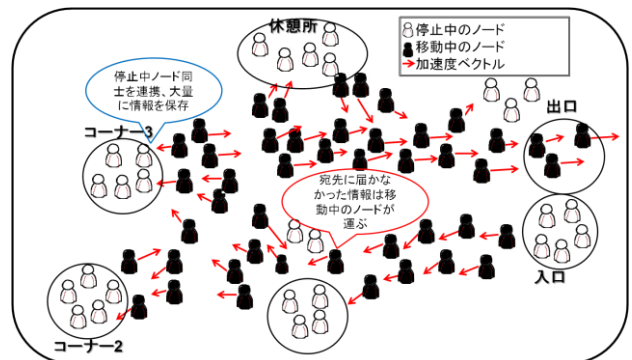 休憩所
停止中のノード
移動中のノード
加速度ベクトル
停止中ノード同
士を連携、大量
に情報を保存
コーナー3
出口
宛先に届かな
かった情報は移
動中のノードが
運ぶ
入口
コーナー2